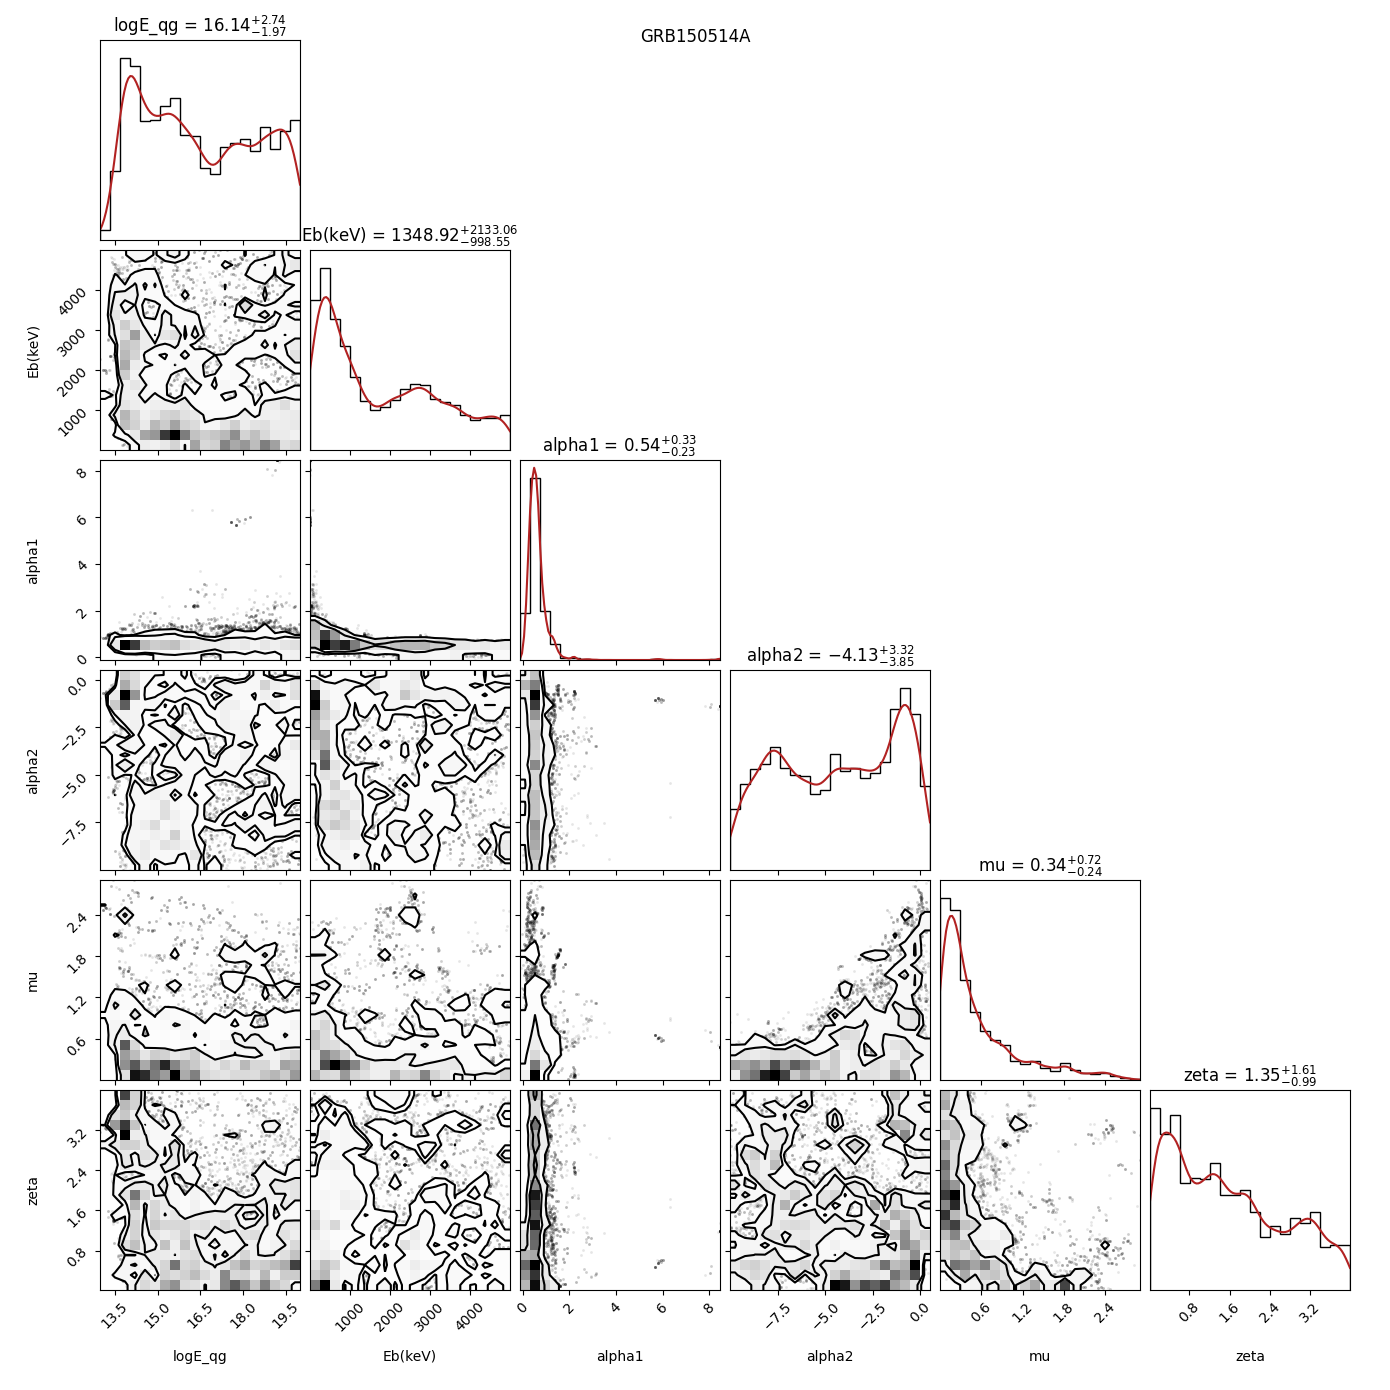 GRB150514A
logE_qg = 16.14+2.74 −1.97
Eb(keV) = 1348.92+2133.06 −998.55
alpha1 = 0.54+0.33 −0.23
alpha2 = −4.13+3.32 −3.85
mu = 0.34+0.72 −0.24
zeta = 1.35+1.61 −0.99
Eb(keV)
4000
3000
2000
1000
alpha1
8
6
4
2
0
alpha2
0.0
−2.5
−5.0
−7.5
mu
2.4
1.8
1.2
0.6
zeta
3.2
2.4
1.6
0.8
13.5 15.0 16.5 18.0 19.5
1000 2000 3000 4000
0 2 4 6 8
−7.5 −5.0 −2.5 0.0
0.6 1.2 1.8 2.4
0.8 1.6 2.4 3.2
logE_qg Eb(keV) alpha1 alpha2 mu zeta